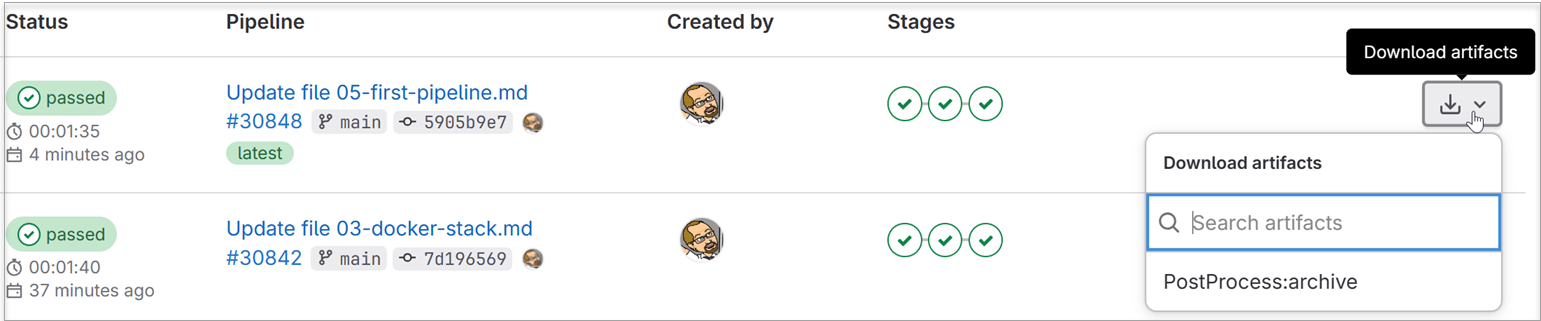 Status Pipeline Created by Stages
Download artifacts
passed
Update file 05-first-pipeline.md
#30848 main 5905b9e7
00:01:35
4 minutes ago
latest
Download artifacts
Search artifacts
PostProcess:archive
passed
Update file 03-docker-stack.md
#30842 main 7d196569
00:01:40
37 minutes ago